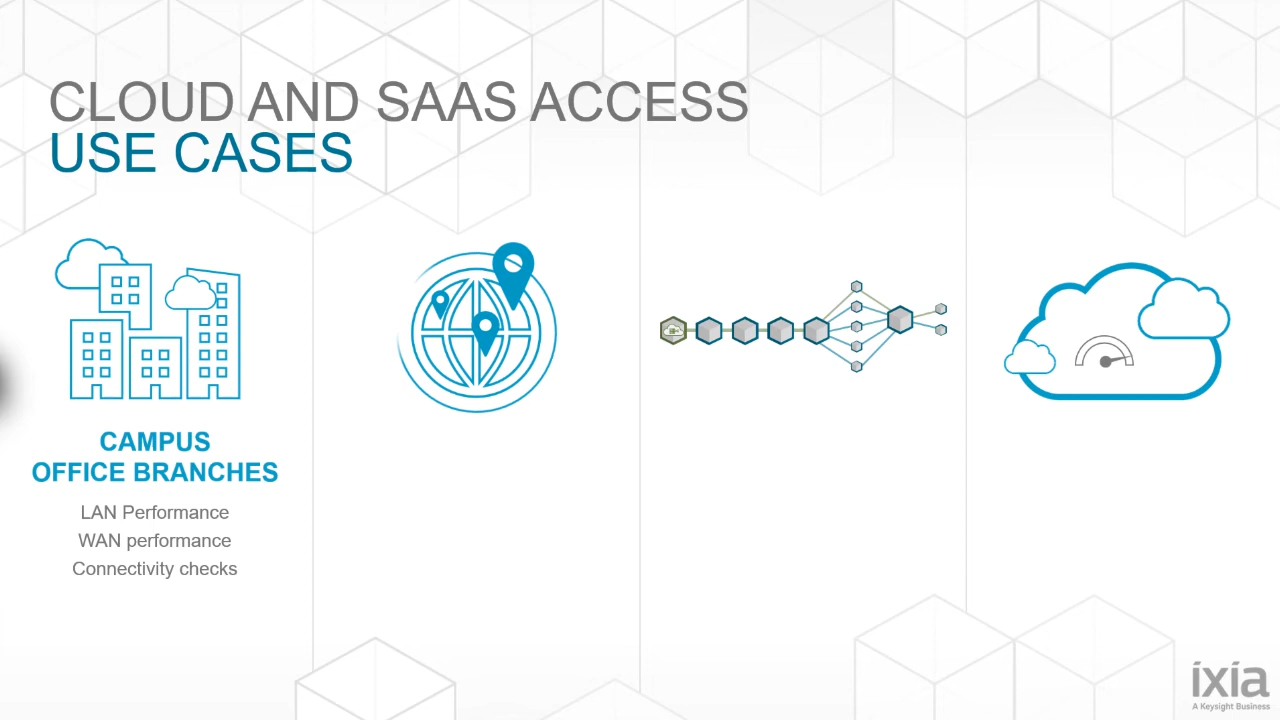 CLOUD AND SAAS ACCESS
USE CASES
CAMPUS
OFFICE BRANCHES
LAN Performance
WAN performance
Connectivity checks
ixia
A Keysight Business